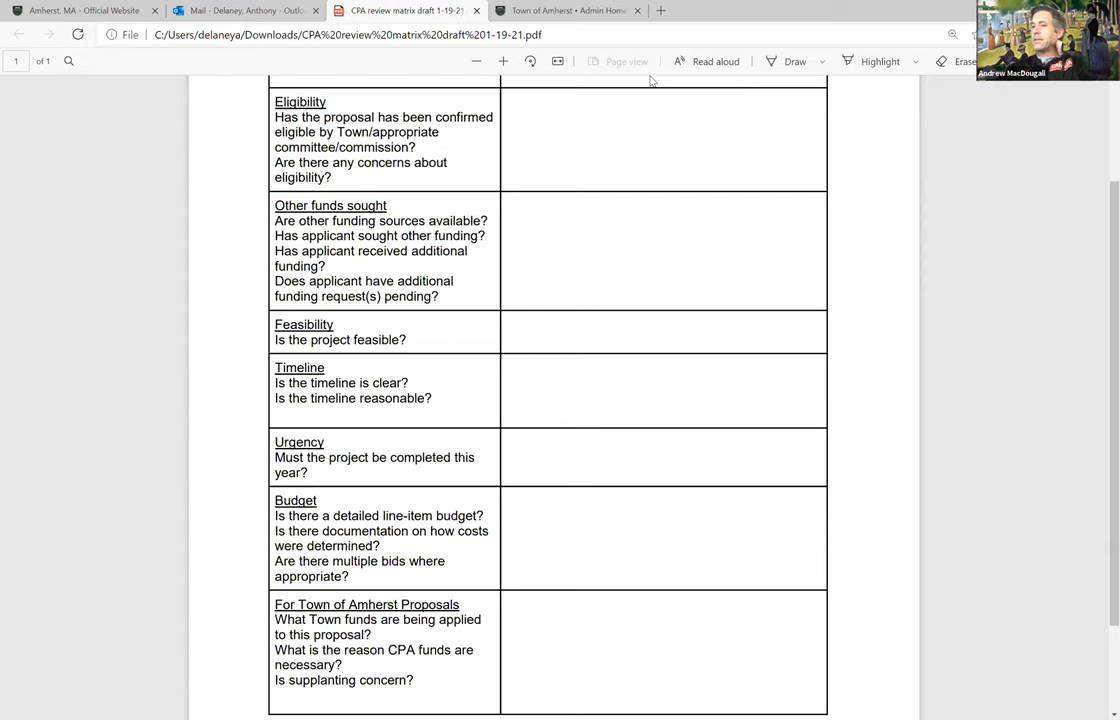 Amherst, MA - Official Website
Mail - Delaney, Anthony - Outlo
CPA review matrix draft 1-19-21.
Town of Amherst • Admin Home
File
C:/Users/delaneya/Downloads/CPA%20review%20matrix%20draft%201-19-21.pdf
1 of 1
Page view
Read aloud
Draw
Highlight
Erase
Andrew MacDougall
Eligibility
Has the proposal has been confirmed
eligible by Town/appropriate
committee/commission?
Are there any concerns about
eligibility?
Other funds sought
Are other funding sources available?
Has applicant sought other funding?
Has applicant received additional
funding?
Does applicant have additional
funding request(s) pending?
Feasibility
Is the project feasible?
Timeline
Is the timeline is clear?
Is the timeline reasonable?
Urgency
Must the project be completed this
year?
Budget
Is there a detailed line-item budget?
Is there documentation on how costs
were determined?
Are there multiple bids where
appropriate?
For Town of Amherst Proposals
What Town funds are being applied
to this proposal?
What is the reason CPA funds are
necessary?
Is supplanting concern?